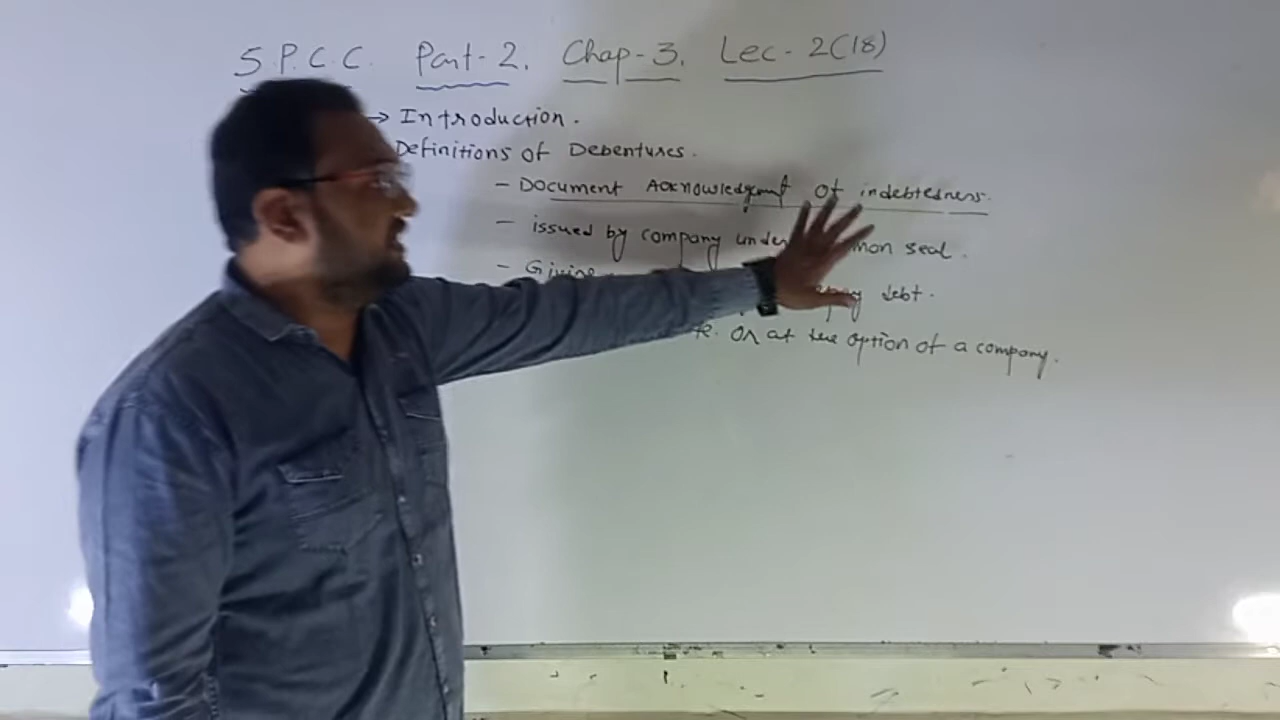 S.P.C.C. Part-2. Chap-3. Lec-2(18)
→ Introduction.
Definitions of Debentures.
- Document Acknowledgment of indebtedness.
- issued by company under mon seal.
- Giving
debt.
or at the option of a company.